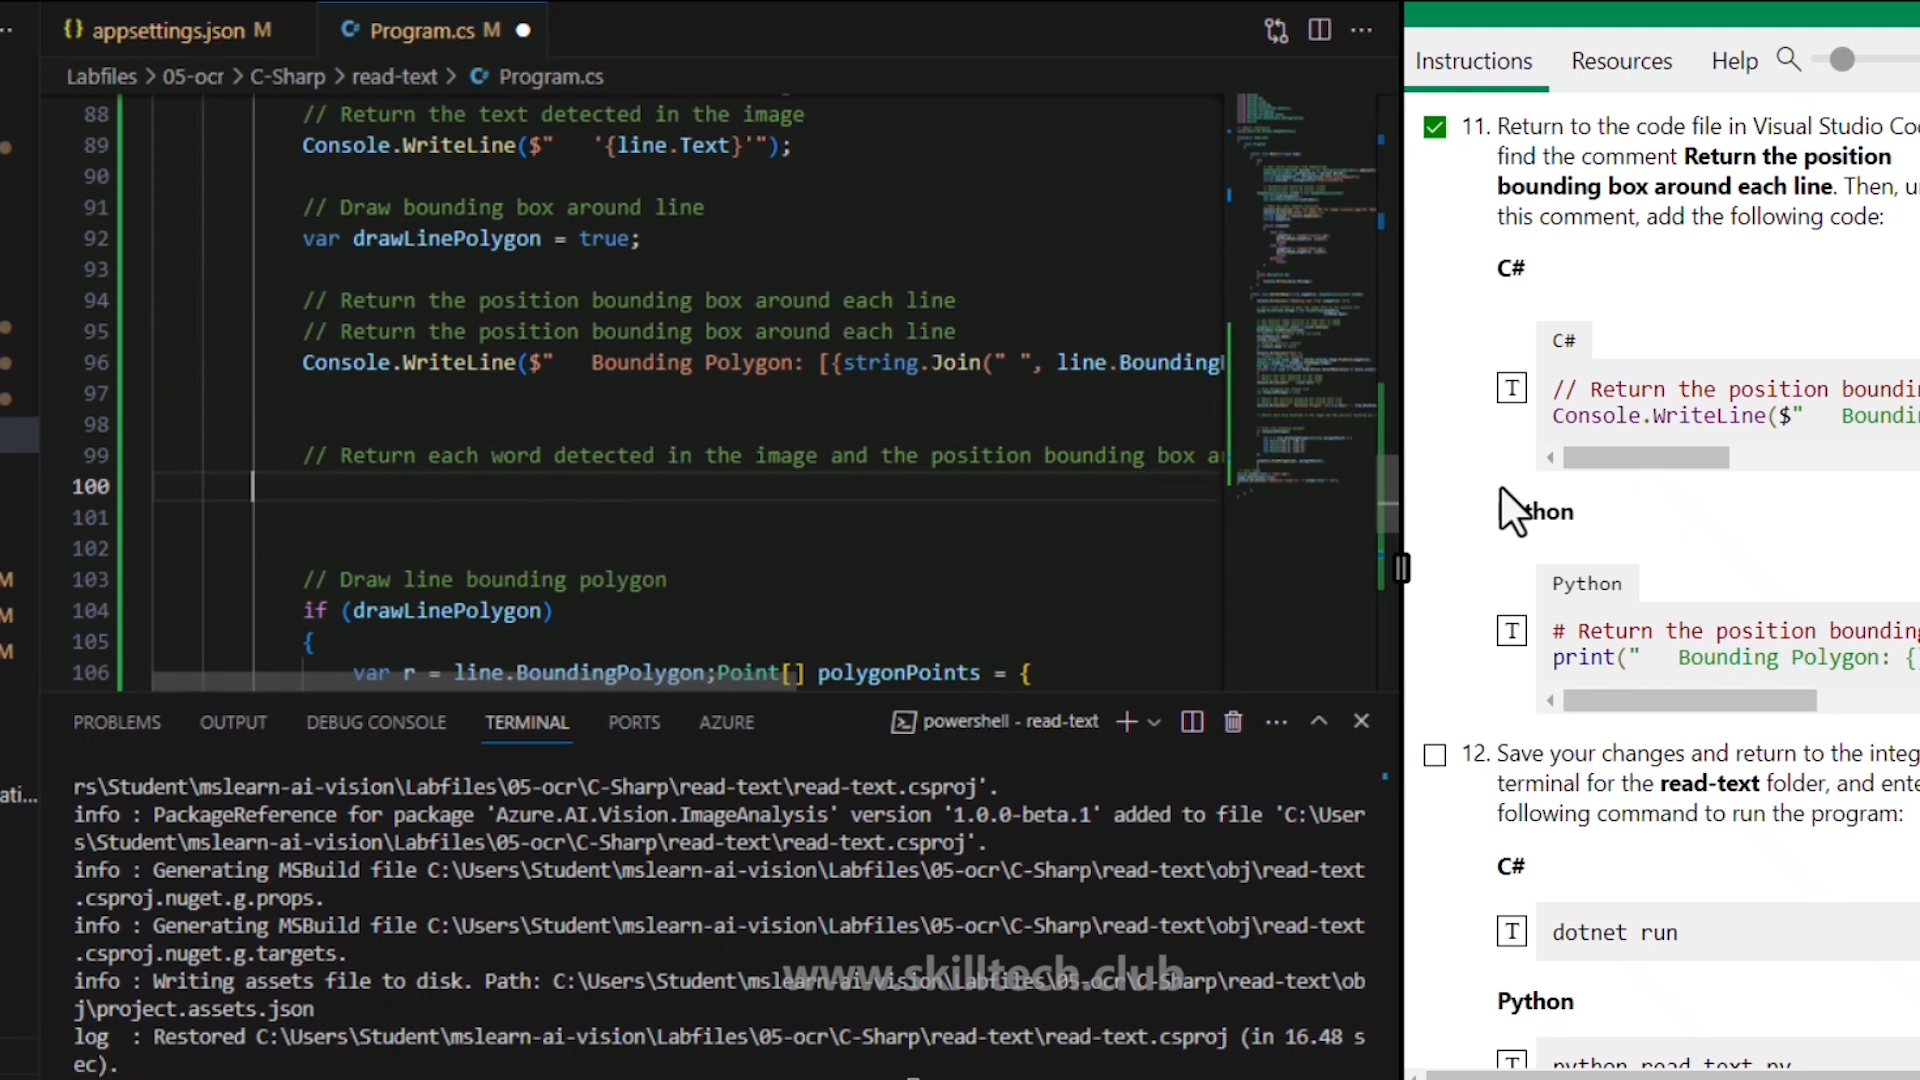 appsettings.json M
Program.cs M
Labfiles > 05-ocr > C-Sharp > read-text > Program.cs
88 // Return the text detected in the image
89 Console.WriteLine($"   '{line.Text}'");
90
91 // Draw bounding box around line
92 var drawLinePolygon = true;
93
94 // Return the position bounding box around each line
95 // Return the position bounding box around each line
96 Console.WriteLine($"   Bounding Polygon: [{string.Join(" ", line.Bounding
97
98
99 // Return each word detected in the image and the position bounding box a
100
101
102
103 // Draw line bounding polygon
104 if (drawLinePolygon)
105 {
106 var r = line.BoundingPolygon;Point[] polygonPoints = {
M
M
M
ati...
PROBLEMS OUTPUT DEBUG CONSOLE TERMINAL PORTS AZURE
powershell - read-text
rs\Student\mslearn-ai-vision\Labfiles\05-ocr\C-Sharp\read-text\read-text.csproj'.
info : PackageReference for package 'Azure.AI.Vision.ImageAnalysis' version '1.0.0-beta.1' added to file 'C:\User
s\Student\mslearn-ai-vision\Labfiles\05-ocr\C-Sharp\read-text\read-text.csproj'.
info : Generating MSBuild file C:\Users\Student\mslearn-ai-vision\Labfiles\05-ocr\C-Sharp\read-text\obj\read-text
.csproj.nuget.g.props.
info : Generating MSBuild file C:\Users\Student\mslearn-ai-vision\Labfiles\05-ocr\C-Sharp\read-text\obj\read-text
.csproj.nuget.g.targets.
info : Writing assets file to disk. Path: C:\Users\Student\mslearn-ai-vision\Labfiles\05-ocr\C-Sharp\read-text\ob
j\project.assets.json
log  : Restored C:\Users\Student\mslearn-ai-vision\Labfiles\05-ocr\C-Sharp\read-text\read-text.csproj (in 16.48 s
ec).
www.skilltech.club
Instructions Resources Help
11. Return to the code file in Visual Studio Co
find the comment Return the position
bounding box around each line. Then, u
this comment, add the following code:
C#
C#
T
// Return the position boundi
Console.WriteLine($"   Boundi
thon
Python
T
# Return the position bounding
print("   Bounding Polygon: {}
12. Save your changes and return to the integ
terminal for the read-text folder, and ente
following command to run the program:
C#
T
dotnet run
Python
T
python read_text.py